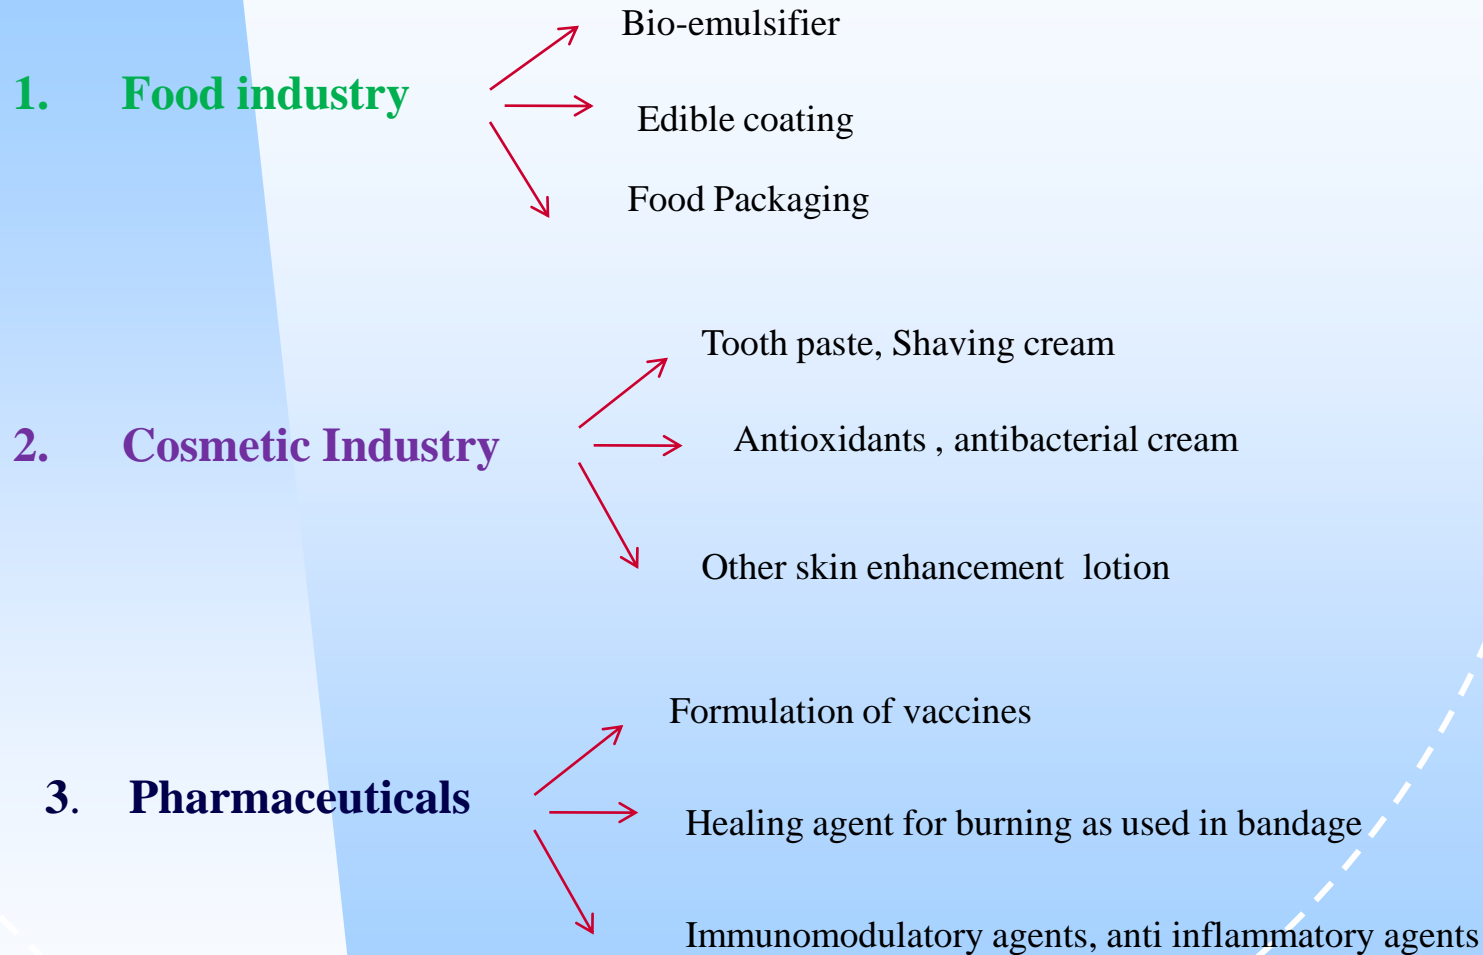 Bio-emulsifier
1. Food industry
Edible coating
Food Packaging
Tooth paste, Shaving cream
2. Cosmetic Industry
Antioxidants , antibacterial cream
Other skin enhancement lotion
Formulation of vaccines
3. Pharmaceuticals
Healing agent for burning as used in bandage
Immunomodulatory agents, anti inflammatory agents